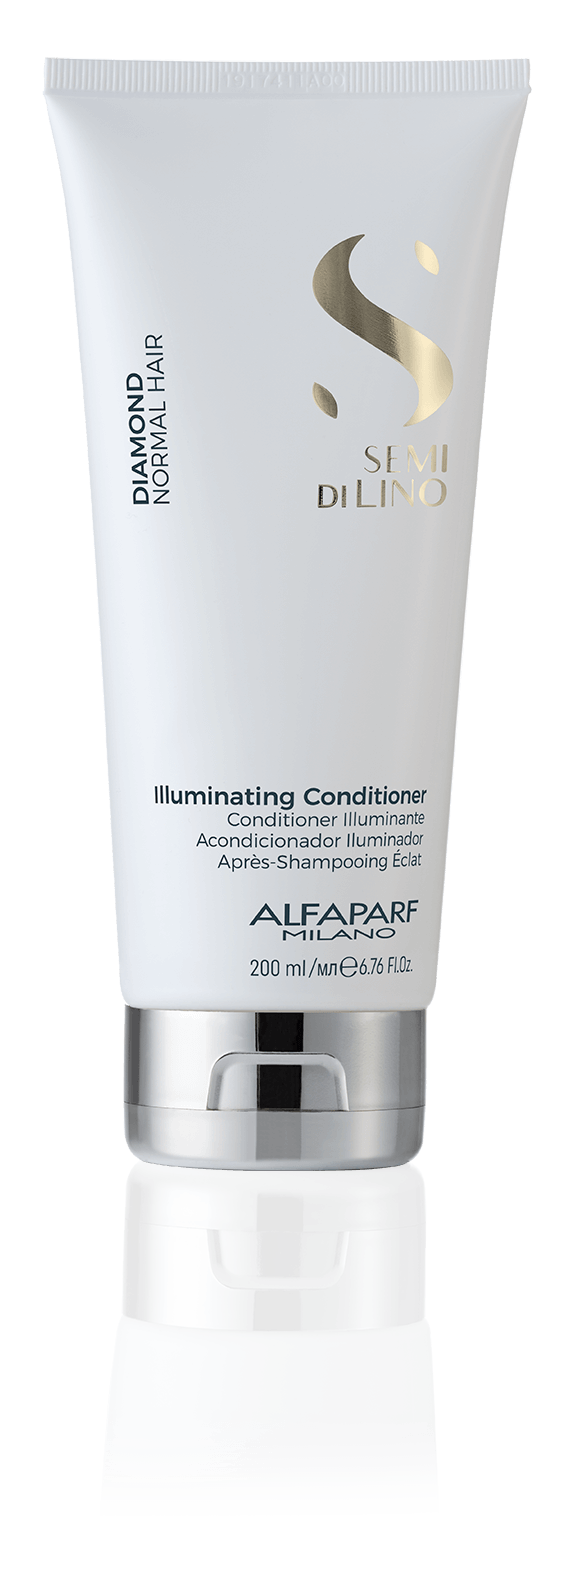 DIAMOND
NORMAL HAIR
SEMI
DI LINO
Illuminating Conditioner
Conditioner Illuminante
Acondicionador Iluminador
Après-Shampooing Éclat
ALFAPARF
MILANO
200 ml/мл℮6.76 Fl.Oz.